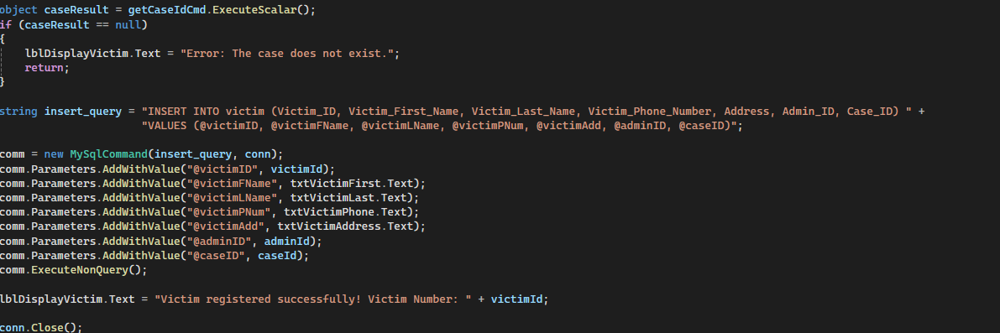 object caseResult = getCaseIdCmd.ExecuteScalar();
if (caseResult == null)
{
lblDisplayVictim.Text = "Error: The case does not exist.";
return;
}
string insert_query = "INSERT INTO victim (Victim_ID, Victim_First_Name, Victim_Last_Name, Victim_Phone_Number, Address, Admin_ID, Case_ID) " +
"VALUES (@victimID, @victimFName, @victimLName, @victimPNum, @victimAdd, @adminID, @caseID)";
comm = new MySqlCommand(insert_query, conn);
comm.Parameters.AddWithValue("@victimID", victimId);
comm.Parameters.AddWithValue("@victimFName", txtVictimFirst.Text);
comm.Parameters.AddWithValue("@victimLName", txtVictimLast.Text);
comm.Parameters.AddWithValue("@victimPNum", txtVictimPhone.Text);
comm.Parameters.AddWithValue("@victimAdd", txtVictimAddress.Text);
comm.Parameters.AddWithValue("@adminID", adminId);
comm.Parameters.AddWithValue("@caseID", caseId);
comm.ExecuteNonQuery();
lblDisplayVictim.Text = "Victim registered successfully! Victim Number: " + victimId;
conn.Close();